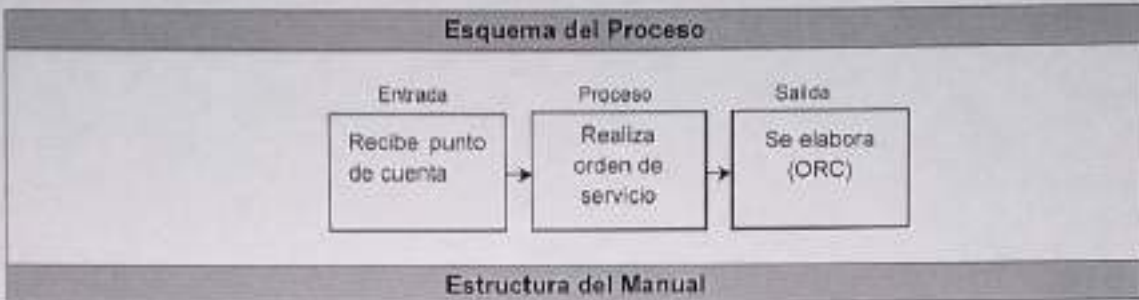 Esquema del Proceso
Entrada
Recibe punto
de cuenta
Proceso
Realiza
orden de
servicio
Salida
Se elabora
(ORC)
Estructura del Manual